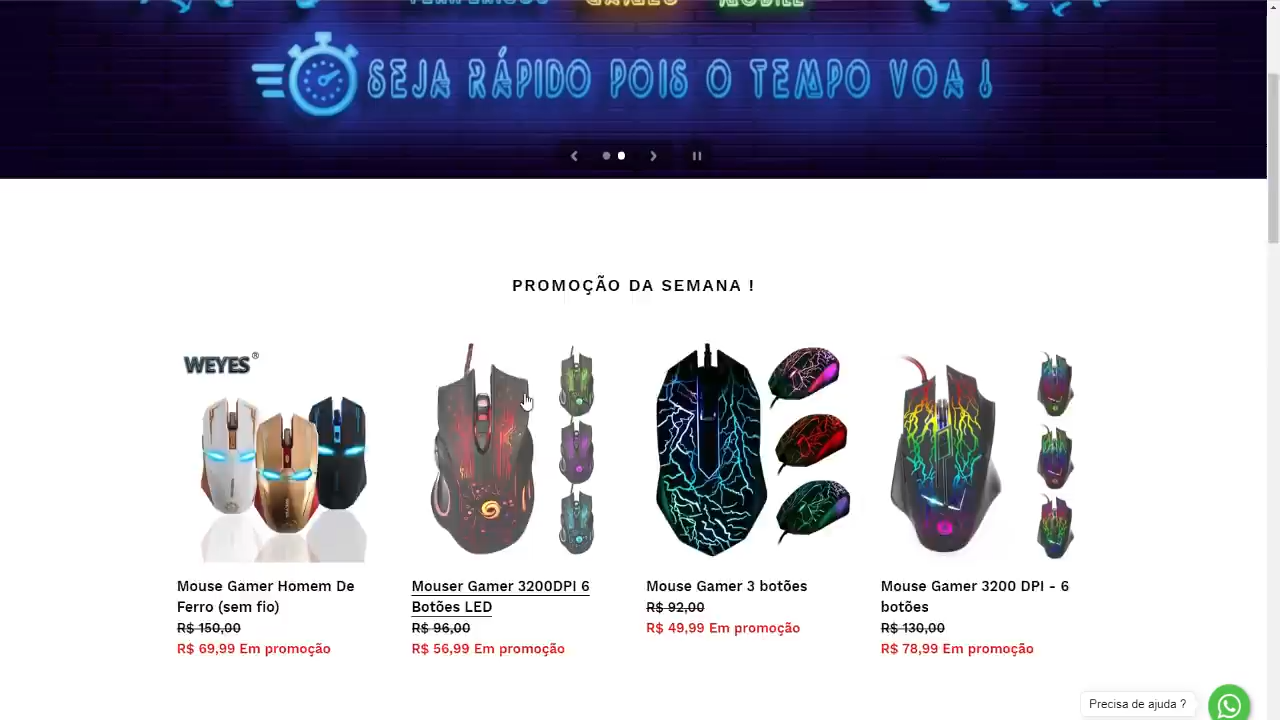 PERIFÉRICOS GAMES MOBILE
SEJA RÁPIDO POIS O TEMPO VOA !
PROMOÇÃO DA SEMANA !
WEYES®
Mouse Gamer Homem De
Ferro (sem fio)
R$ 150,00
R$ 69,99 Em promoção
Mouser Gamer 3200DPI 6
Botões LED
R$ 96,00
R$ 56,99 Em promoção
Mouse Gamer 3 botões
R$ 92,00
R$ 49,99 Em promoção
Mouse Gamer 3200 DPI - 6
botões
R$ 130,00
R$ 78,99 Em promoção
Precisa de ajuda ?